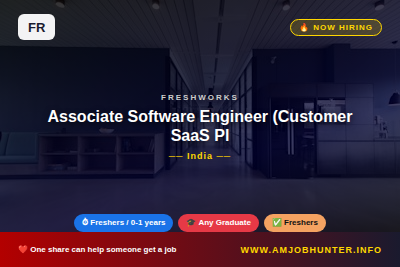 FR
🔥 NOW HIRING
FRESHWORKS
Associate Software Engineer (Customer
SaaS Pl
── India ──
⏱ Freshers / 0-1 years
🎓 Any Graduate
✅ Freshers
❤️ One share can help someone get a job
WWW.AMJOBHUNTER.INFO